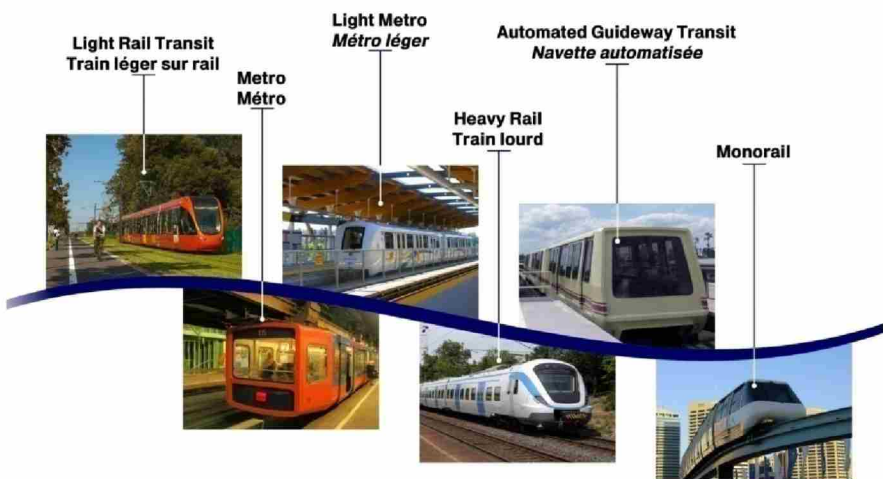 Light Rail Transit
Train léger sur rail
Metro
Métro
Light Metro
Métro léger
Heavy Rail
Train lourd
Automated Guideway Transit
Navette automatisée
Monorail